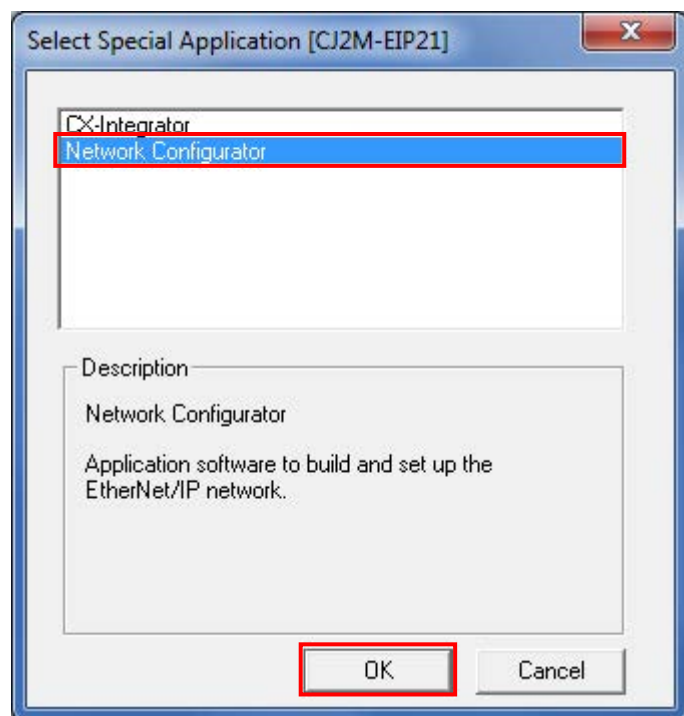 Select Special Application [CJ2M-EIP21]
CX-Integrator
Network Configurator
Description
Network Configurator
Application software to build and set up the
EtherNet/IP network.
OK
Cancel